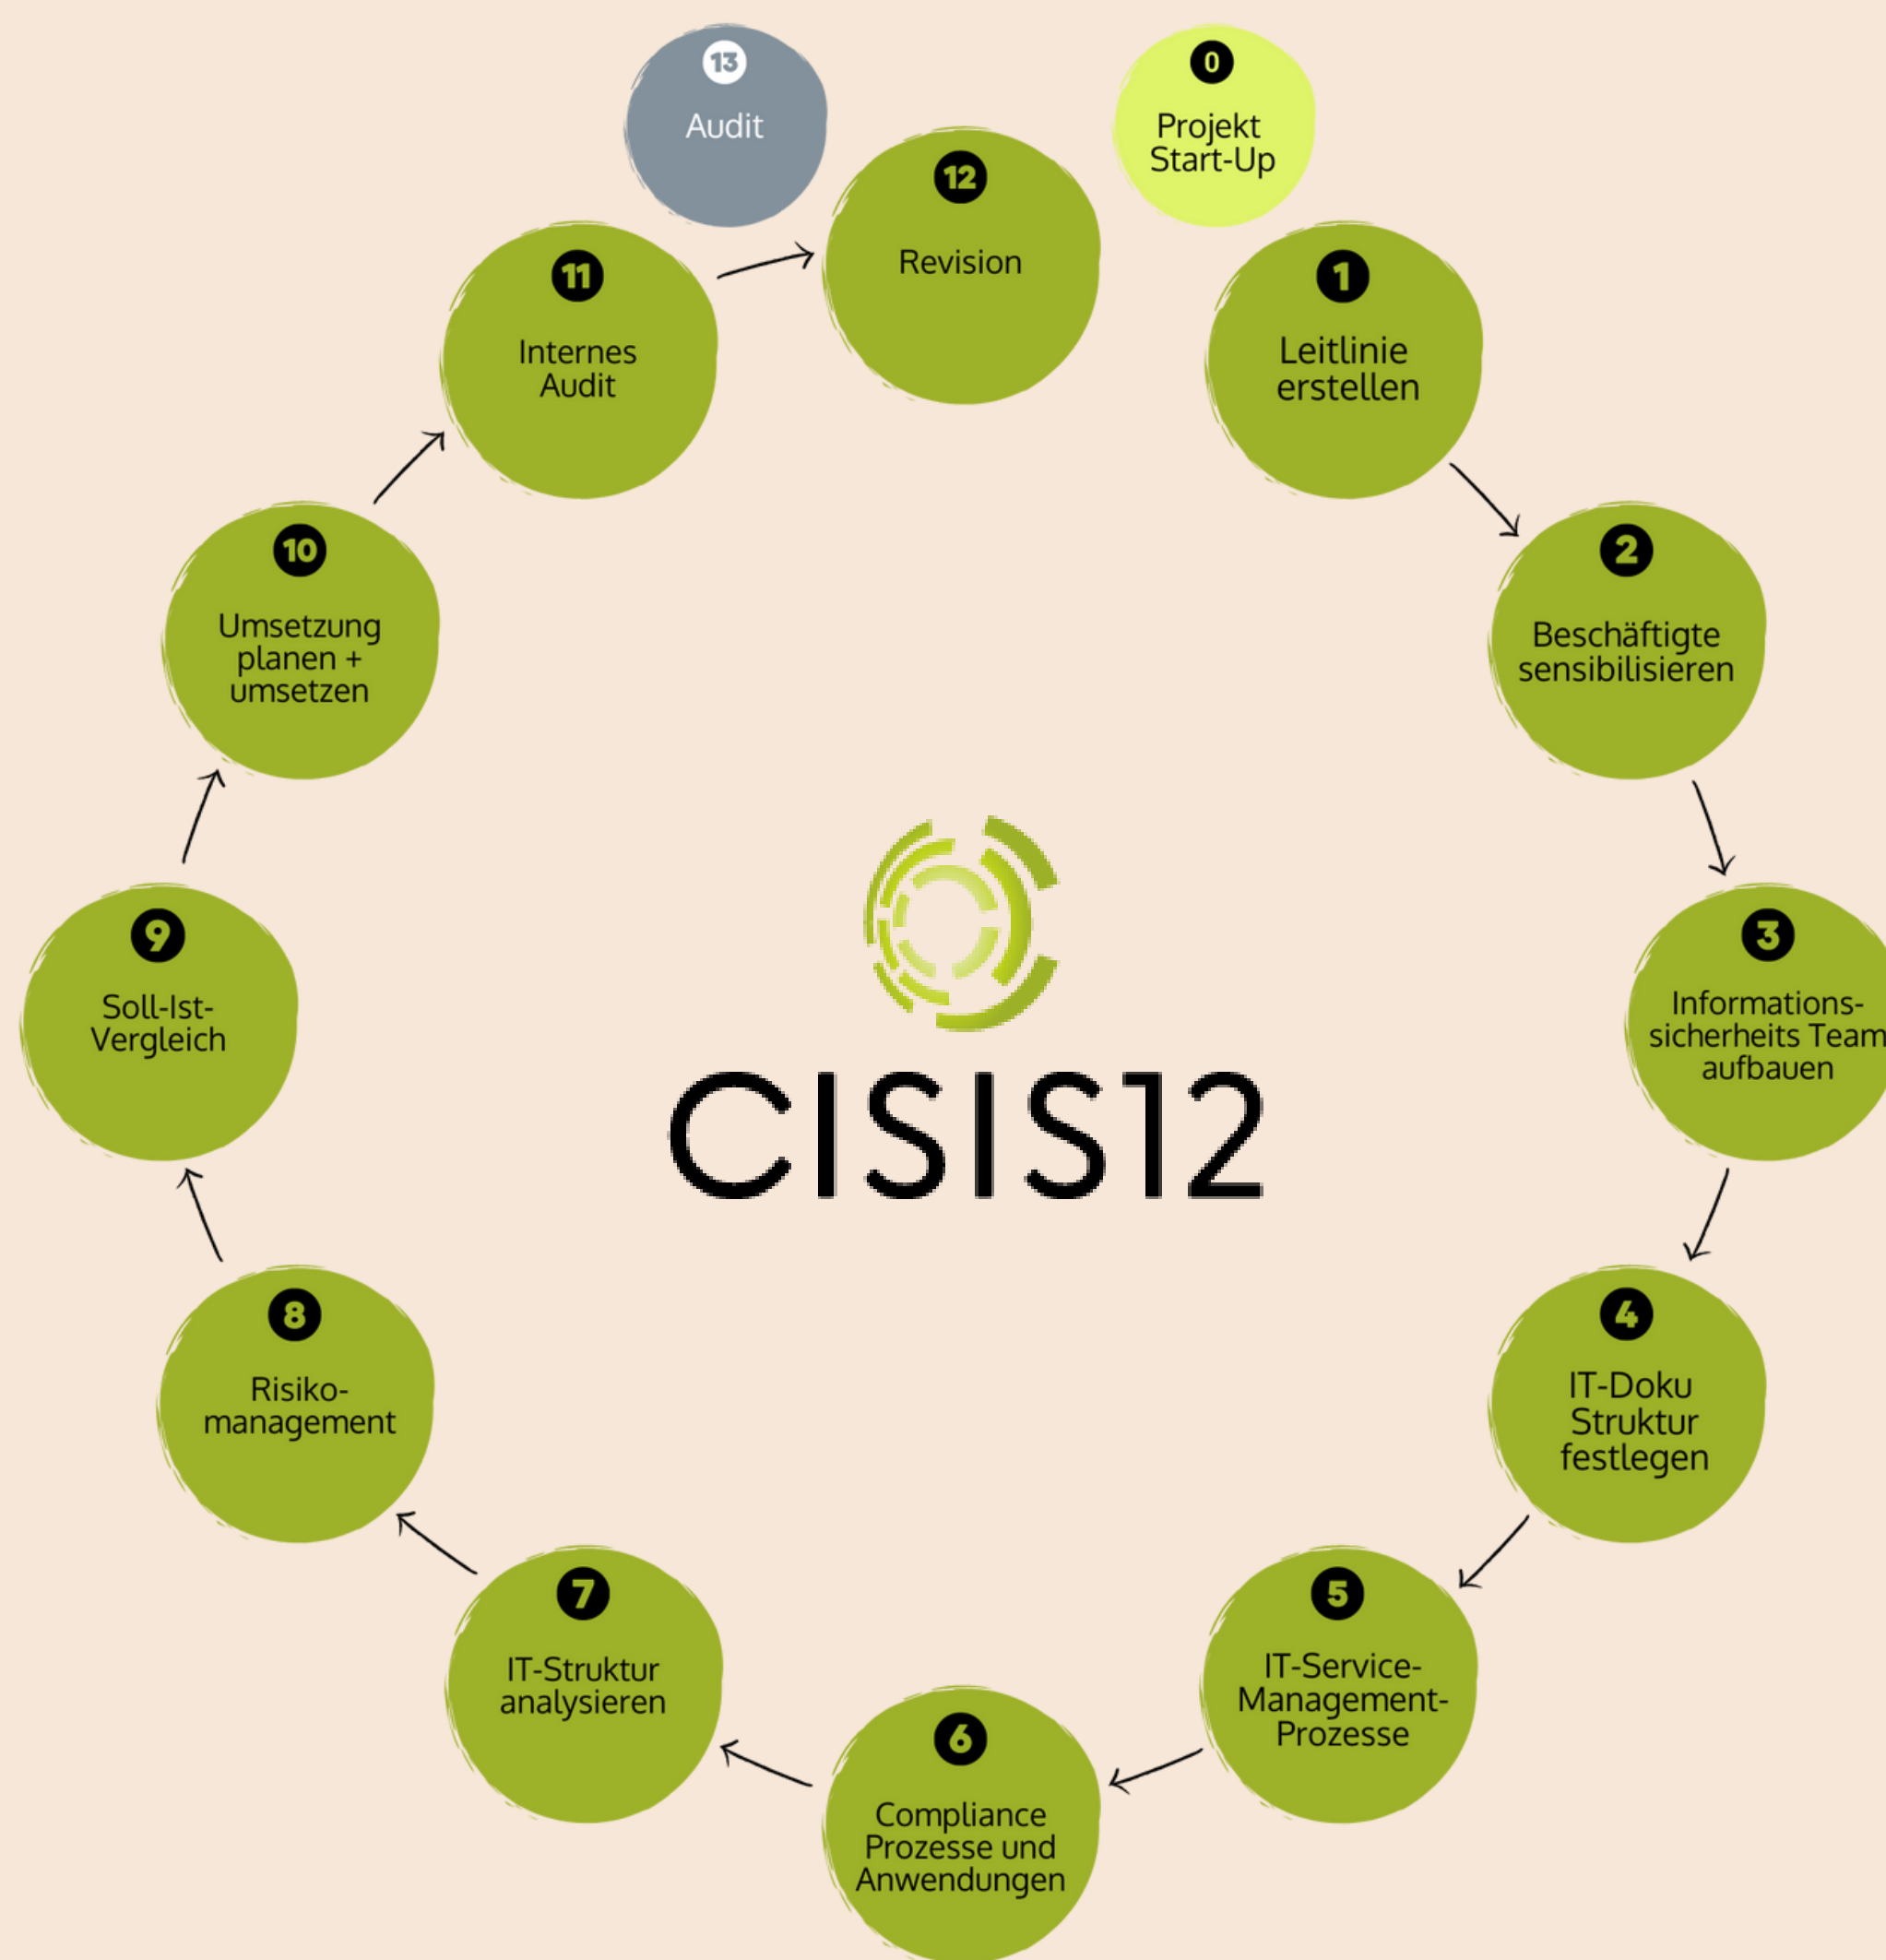 0
Projekt
Start-Up
1
Leitlinie
erstellen
2
Beschäftigte
sensibilisieren
3
Informations-
sicherheits Team
aufbauen
4
IT-Doku
Struktur
festlegen
5
IT-Service-
Management-
Prozesse
6
Compliance
Prozesse und
Anwendungen
7
IT-Struktur
analysieren
8
Risiko-
management
9
Soll-Ist-
Vergleich
10
Umsetzung
planen +
umsetzen
11
Internes
Audit
12
Revision
13
Audit
CISIS12